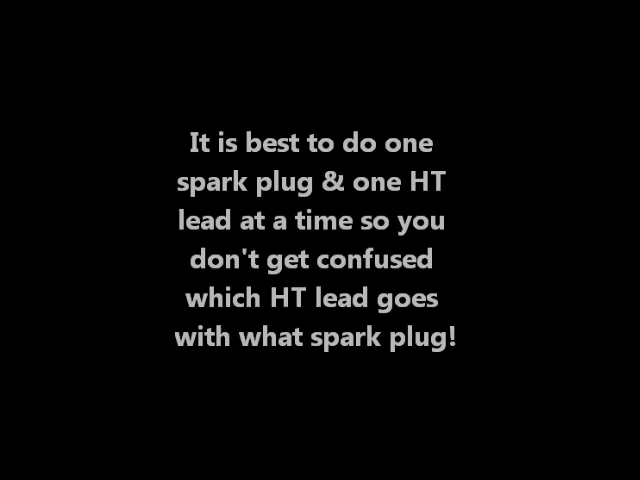 It is best to do one
spark plug & one HT
lead at a time so you
don't get confused
which HT lead goes
with what spark plug!